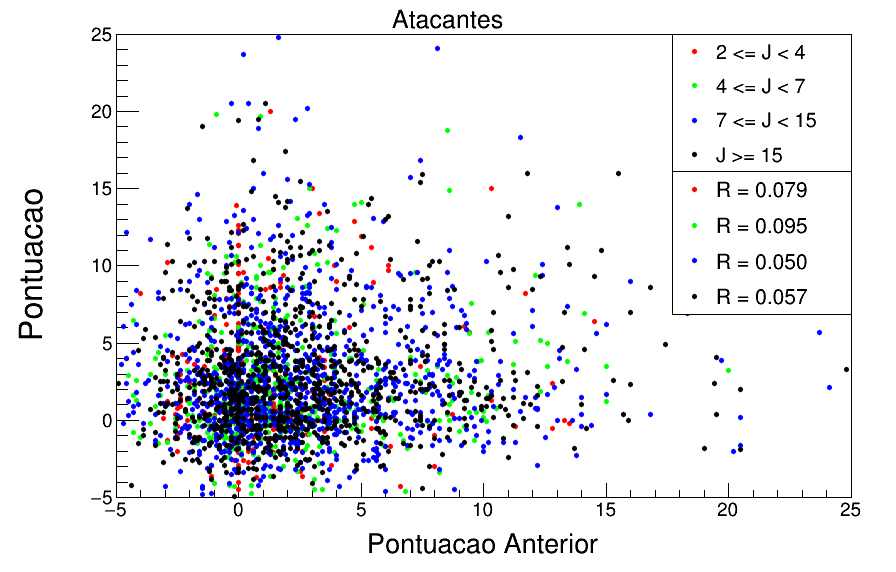 Atacantes
Pontuacao
25
20
15
10
5
0
−5
−5
0
5
10
15
20
25
Pontuacao Anterior
2 <= J < 4
4 <= J < 7
7 <= J < 15
J >= 15
R = 0.079
R = 0.095
R = 0.050
R = 0.057